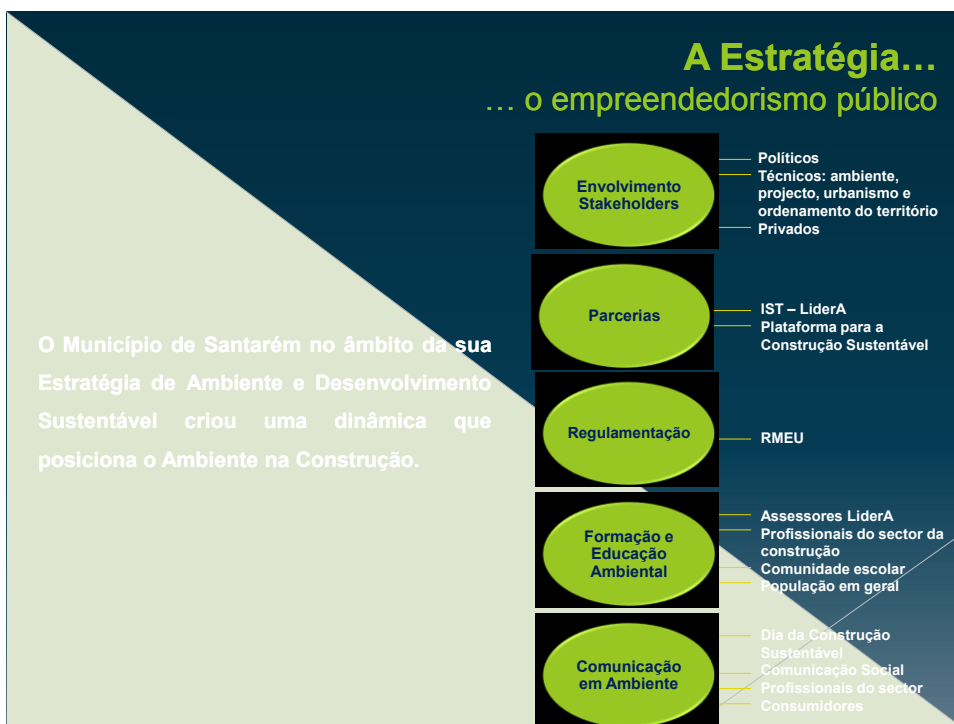 A Estratégia…
… o empreendedorismo público
O Município de Santarém no âmbito da sua
Estratégia de Ambiente e Desenvolvimento
Sustentável criou uma dinâmica que
posiciona o Ambiente na Construção.
Envolvimento
Stakeholders
Políticos
Técnicos: ambiente,
projecto, urbanismo e
ordenamento do território
Privados
Parcerias
IST – LiderA
Plataforma para a
Construção Sustentável
Regulamentação
RMEU
Formação e
Educação
Ambiental
Assessores LiderA
Profissionais do sector da
construção
Comunidade escolar
População em geral
Comunicação
em Ambiente
Dia da Construção
Sustentável
Comunicação Social
Profissionais do sector
Consumidores